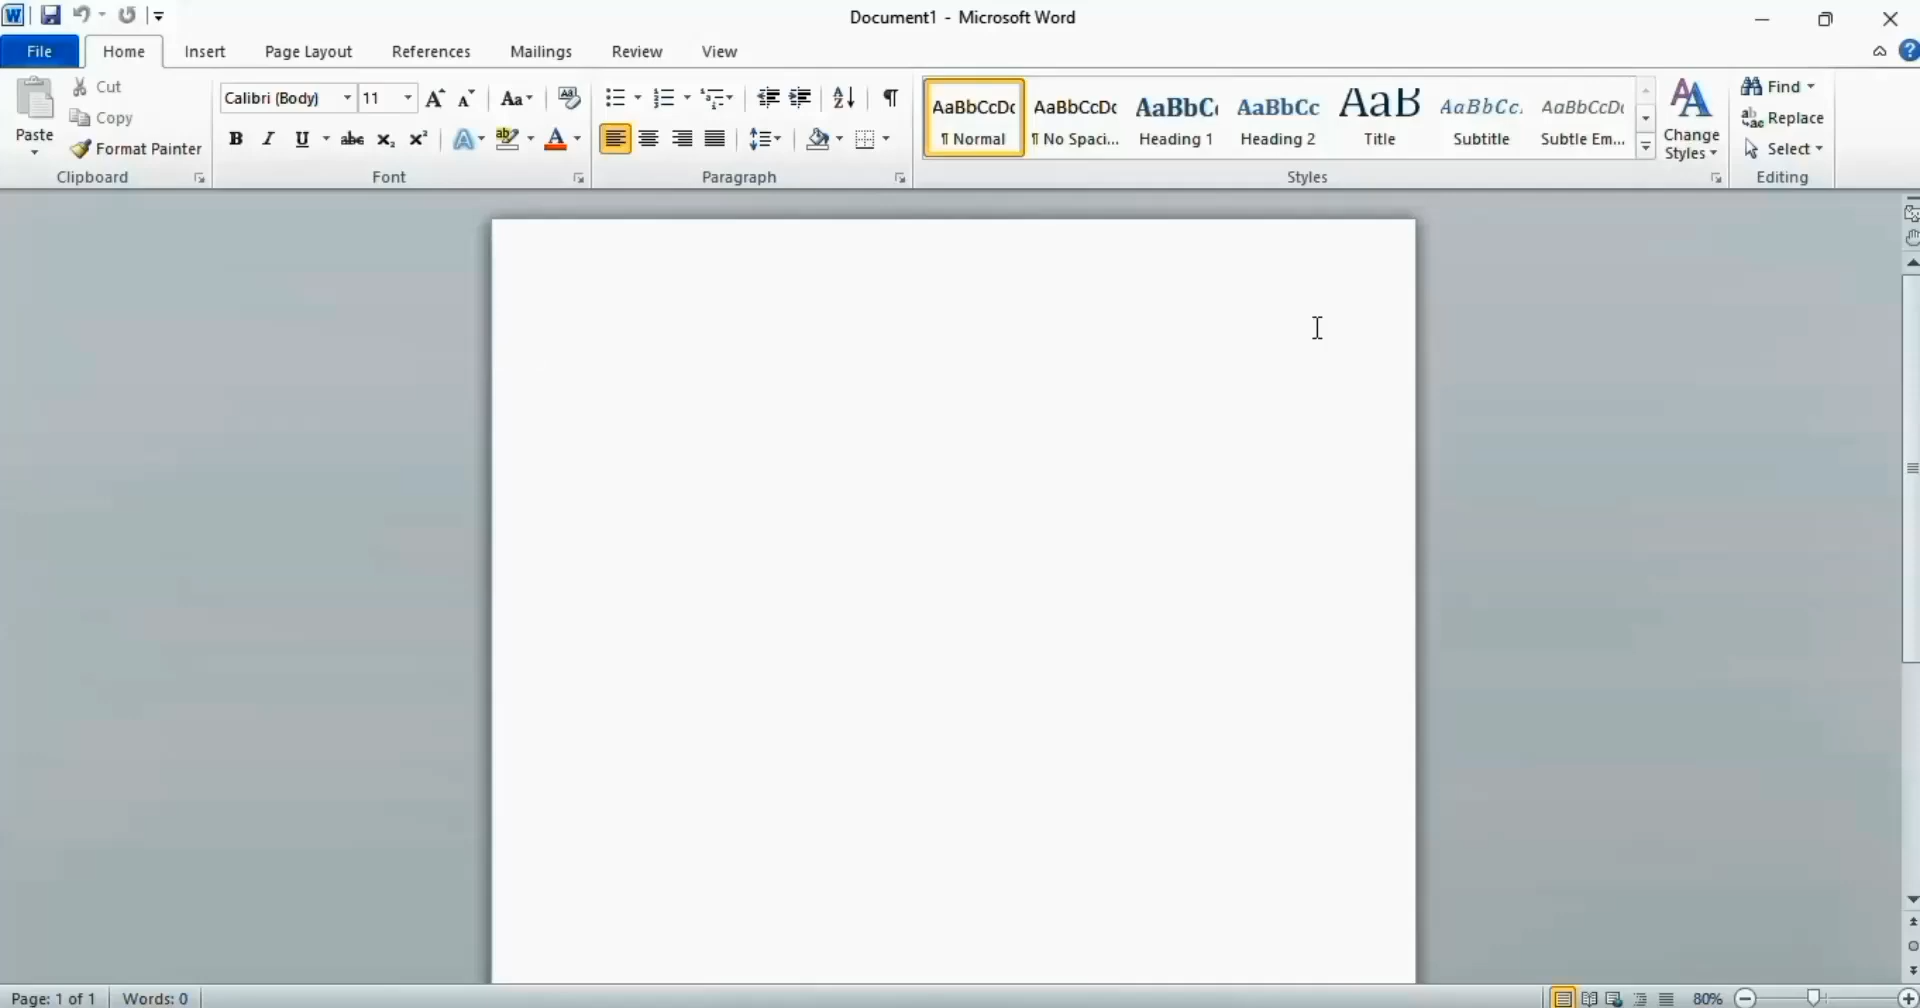 Document1 - Microsoft Word
File Home Insert Page Layout References Mailings Review View
Paste
Cut
Copy
Format Painter
Clipboard
Calibri (Body) 11
Font
Paragraph
AaBbCcDc AaBbCcDc AaBbC AaBbCc AaB AaBbCc. AaBbCcDc
¶ Normal ¶ No Spaci... Heading 1 Heading 2 Title Subtitle Subtle Em...
Change
Styles
Styles
Find
Replace
Select
Editing
Page: 1 of 1 Words: 0 80%